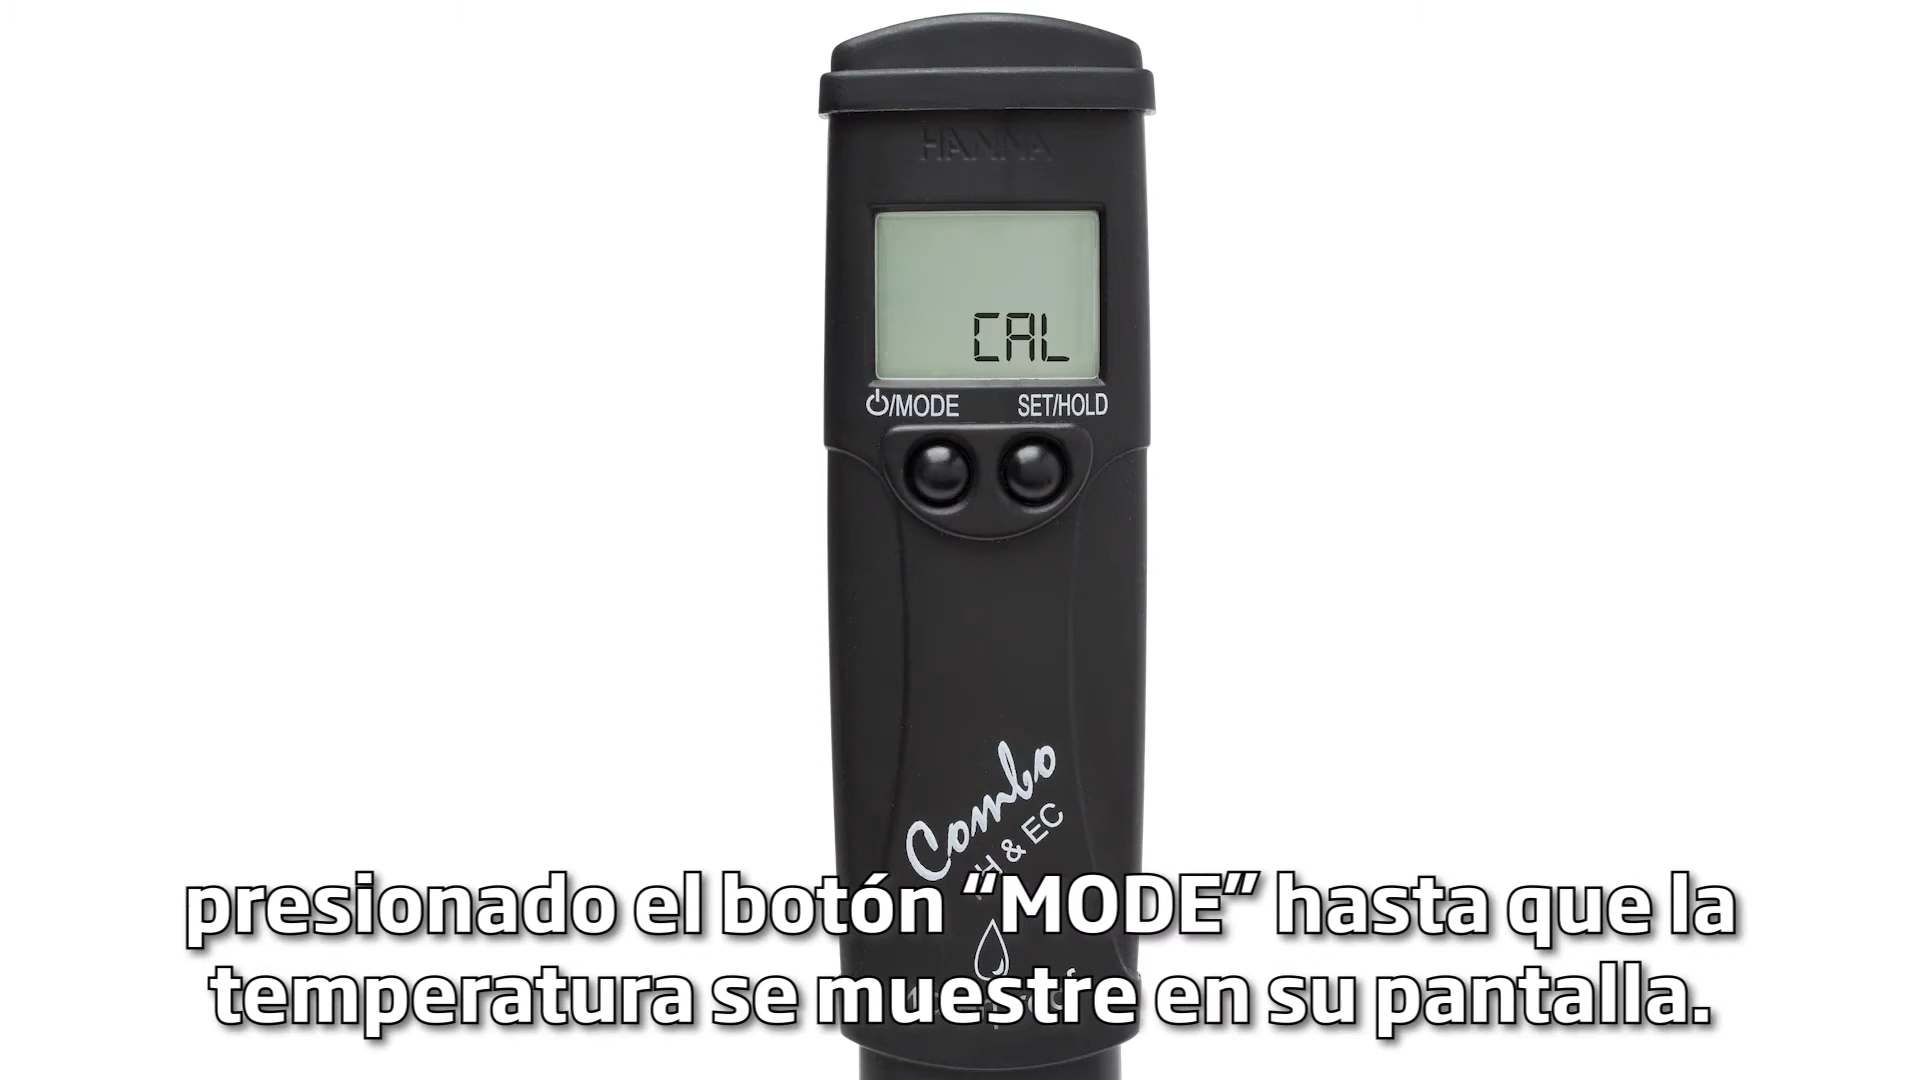 HANNA
CAL
/MODE SET/HOLD
Combo
& EC
presionado el botón “MODE” hasta que la
temperatura se muestre en su pantalla.